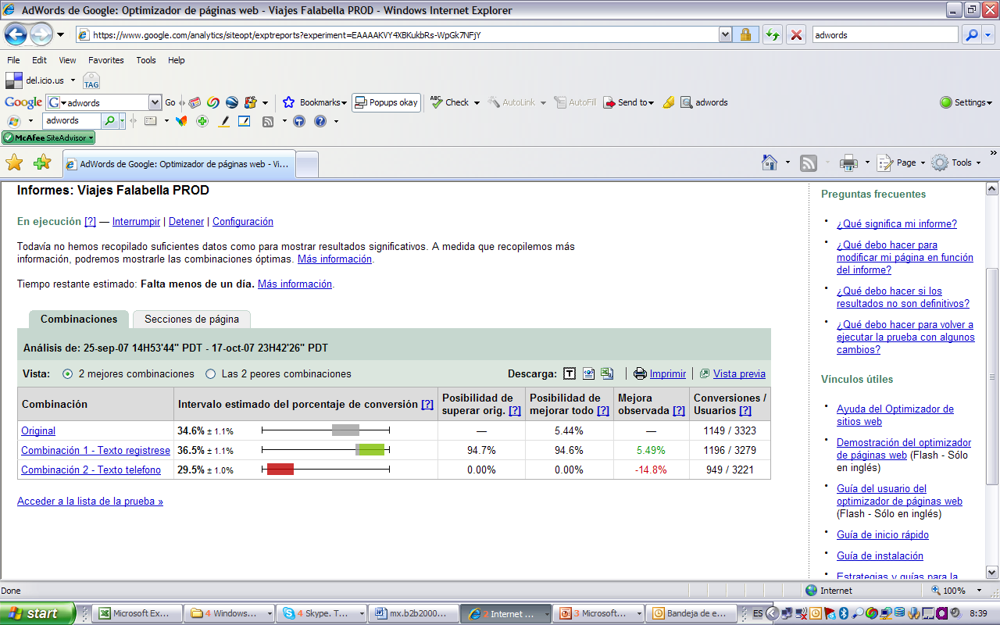 AdWords de Google: Optimizador de páginas web - Viajes Falabella PROD - Windows Internet Explorer
https://www.google.com/analytics/siteopt/exptreports?experiment=EAAAAKVY4XBKukbRs-WpGk7NFjY
adwords
File Edit View Favorites Tools Help
del.icio.us TAG
Google G adwords Go Bookmarks Popups okay ABC Check AutoLink AutoFill Send to adwords Settings
adwords
McAfee SiteAdvisor
AdWords de Google: Optimizador de páginas web - Vi... Page Tools
Informes: Viajes Falabella PROD
En ejecución [?] — Interrumpir | Detener | Configuración
Todavía no hemos recopilado suficientes datos como para mostrar resultados significativos. A medida que recopilemos más
información, podremos mostrarle las combinaciones óptimas. Más información.
Tiempo restante estimado: Falta menos de un día. Más información.
Combinaciones Secciones de página
Análisis de: 25-sep-07 14H53'44" PDT - 17-oct-07 23H42'26" PDT
Vista: 2 mejores combinaciones Las 2 peores combinaciones Descarga: T Imprimir | Vista previa
Combinación Intervalo estimado del porcentaje de conversión [?] Posibilidad de superar orig. [?] Posibilidad de mejorar todo [?] Mejora observada [?] Conversiones / Usuarios [?]
Original 34.6% ± 1.1% — 5.44% — 1149 / 3323
Combinación 1 - Texto registrese 36.5% ± 1.1% 94.7% 94.6% 5.49% 1196 / 3279
Combinación 2 - Texto telefono 29.5% ± 1.0% 0.00% 0.00% -14.8% 949 / 3221
Acceder a la lista de la prueba »
Preguntas frecuentes
¿Qué significa mi informe?
¿Qué debo hacer para
modificar mi página en función
del informe?
¿Qué debo hacer si los
resultados no son definitivos?
¿Qué debo hacer para volver a
ejecutar la prueba con algunos
cambios?
Vínculos útiles
Ayuda del Optimizador de
sitios web
Demostración del optimizador
de páginas web (Flash - Sólo
en inglés)
Guía del usuario del
optimizador de páginas web
(Flash - Sólo en inglés)
Guía de inicio rápido
Guía de instalación
Estrategias y guías para la
Done Internet 100%
start Microsoft Ex... 4 Windows... 4 Skype. T... mx.b2b2000... 2 Internet ... 3 Microsoft... Bandeja de e... ES 8:39